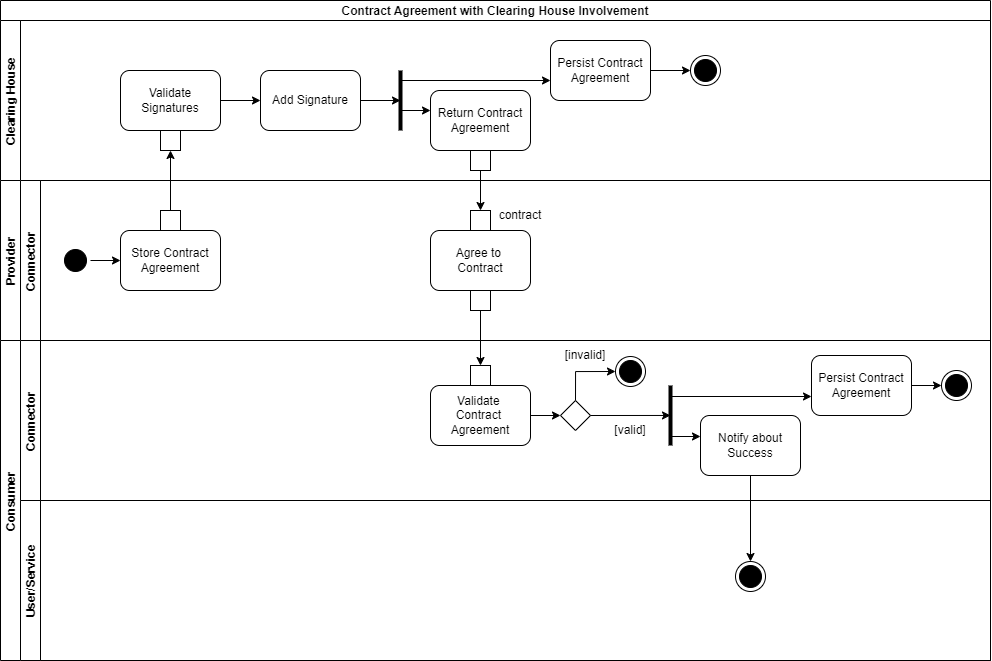 Contract Agreement with Clearing House Involvement
Clearing House
Validate
Signatures
Add Signature
Persist Contract
Agreement
Return Contract
Agreement
Provider
Connector
Store Contract
Agreement
contract
Agree to
Contract
Consumer
Connector
Validate
Contract
Agreement
[invalid]
[valid]
Persist Contract
Agreement
Notify about
Success
User/Service